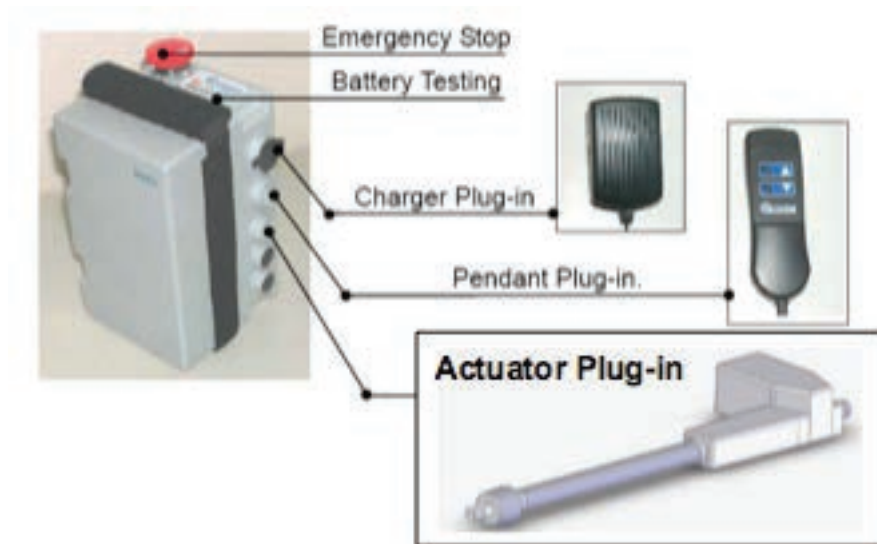 Emergency Stop
Battery Testing
Charger Plug-in
Pendant Plug-in.
Actuator Plug-in